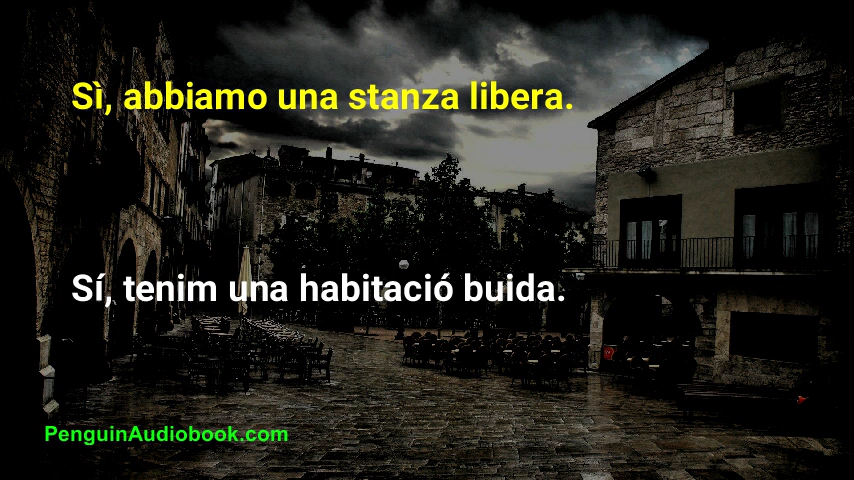 Sì, abbiamo una stanza libera.
Sí, tenim una habitació buida.
PenguinAudiobook.com